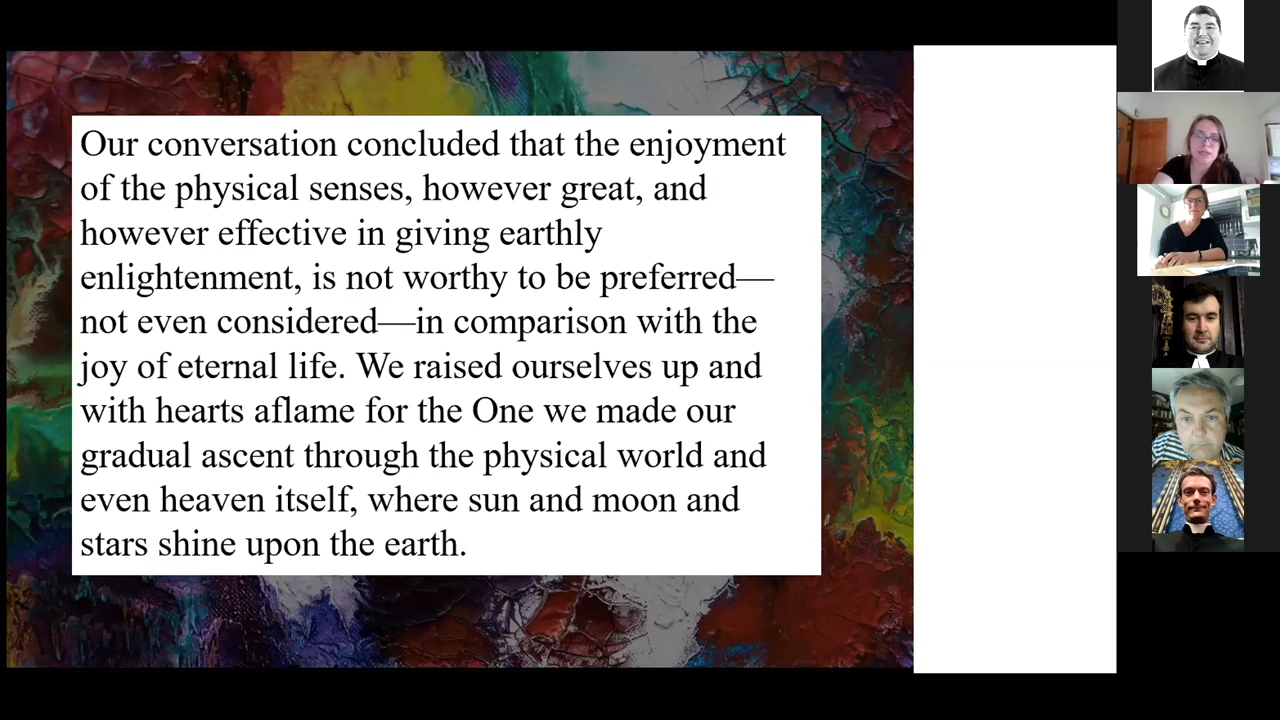 Our conversation concluded that the enjoyment
of the physical senses, however great, and
however effective in giving earthly
enlightenment, is not worthy to be preferred—
not even considered—in comparison with the
joy of eternal life. We raised ourselves up and
with hearts aflame for the One we made our
gradual ascent through the physical world and
even heaven itself, where sun and moon and
stars shine upon the earth.